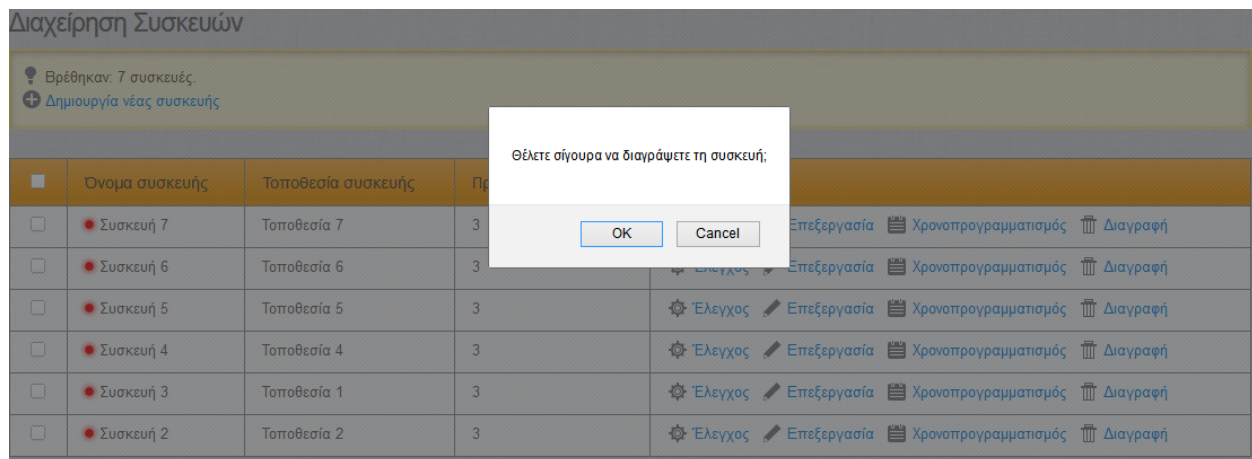 Διαχείρηση Συσκευών
Βρέθηκαν: 7 συσκευές.
Δημιουργία νέας συσκευής
Θέλετε σίγουρα να διαγράψετε τη συσκευή;
OK Cancel
Όνομα συσκευής Τοποθεσία συσκευής
Συσκευή 7 Τοποθεσία 7 3 Επεξεργασία Χρονοπρογραμματισμός Διαγραφή
Συσκευή 6 Τοποθεσία 6 3 Έλεγχος Επεξεργασία Χρονοπρογραμματισμός Διαγραφή
Συσκευή 5 Τοποθεσία 5 3 Έλεγχος Επεξεργασία Χρονοπρογραμματισμός Διαγραφή
Συσκευή 4 Τοποθεσία 4 3 Έλεγχος Επεξεργασία Χρονοπρογραμματισμός Διαγραφή
Συσκευή 3 Τοποθεσία 1 3 Έλεγχος Επεξεργασία Χρονοπρογραμματισμός Διαγραφή
Συσκευή 2 Τοποθεσία 2 3 Έλεγχος Επεξεργασία Χρονοπρογραμματισμός Διαγραφή